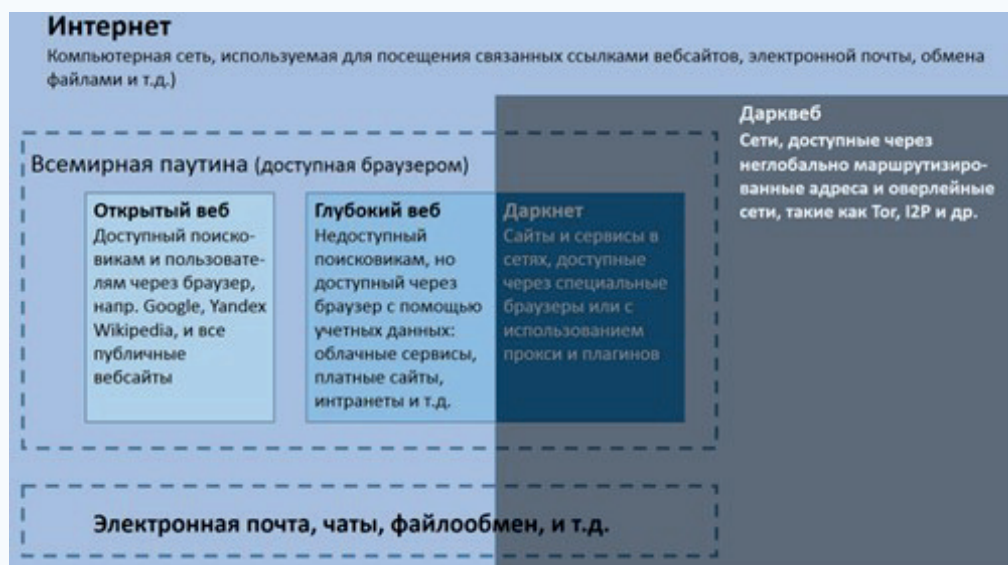 Интернет
Компьютерная сеть, используемая для посещения связанных ссылками вебсайтов, электронной почты, обмена
файлами и т.д.)
Всемирная паутина (доступная браузером)
Открытый веб
Доступный поиско-
викам и пользовате-
лям через браузер,
напр. Google, Yandex
Wikipedia, и все
публичные
вебсайты
Глубокий веб
Недоступный
поисковикам, но
доступный через
браузер с помощью
учетных данных:
облачные сервисы,
платные сайты,
интранеты и т.д.
Даркнет
Сайты и сервисы в
сетях, доступные
через специальные
браузеры или с
использованием
прокси и плагинов
Дарквеб
Сети, доступные через
неглобально маршрутизиро-
ванные адреса и оверлейные
сети, такие как Tor, I2P и др.
Электронная почта, чаты, файлообмен, и т.д.